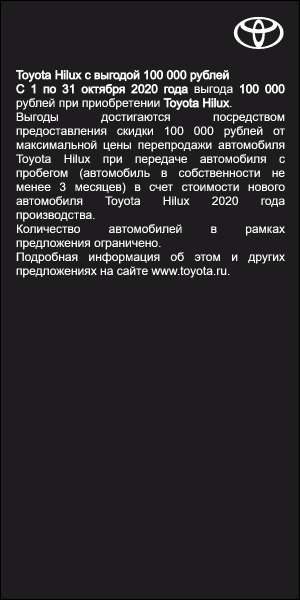 Toyota Hilux с выгодой 100 000 рублей
С 1 по 31 октября 2020 года выгода 100 000
рублей при приобретении Toyota Hilux.
Выгоды достигаются посредством
предоставления скидки 100 000 рублей от
максимальной цены перепродажи автомобиля
Toyota Hilux при передаче автомобиля с
пробегом (автомобиль в собственности не
менее 3 месяцев) в счет стоимости нового
автомобиля Toyota Hilux 2020 года
производства.
Количество автомобилей в рамках
предложения ограничено.
Подробная информация об этом и других
предложениях на сайте www.toyota.ru.